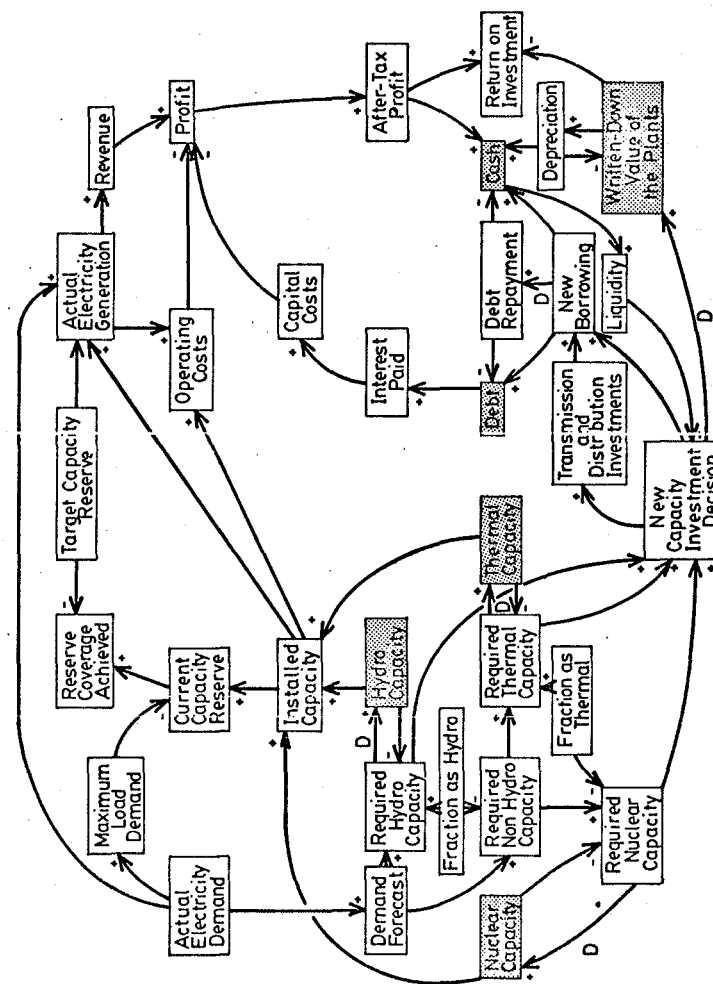 Actual
Electricity
Demand
Maximum
Load
Demand
Reserve
Coverage
Achieved
Target Capacity
Reserve
Actual
Electricity
Generation
Revenue
Current
Capacity
Reserve
Operating
Costs
Profit
Installed
Capacity
Capital
Costs
Demand
Forecast
Required
Hydro
Capacity
D
Hydro
Capacity
Interest
Paid
After-Tax
Profit
Fraction as Hydro
Nuclear
Capacity
Required
Non Hydro
Capacity
Required
Thermal
Capacity
D
Thermal
Capacity
Debt
Debt
Repayment
D
Cash
Return on
Investment
Fraction as
Thermal
Transmission
and
Distribution
Investments
New
Borrowing
Liquidity
Depreciation
D
Required
Nuclear
Capacity
New
Capacity
Investment
Decision
D
Written-Down
Value of
the Plants